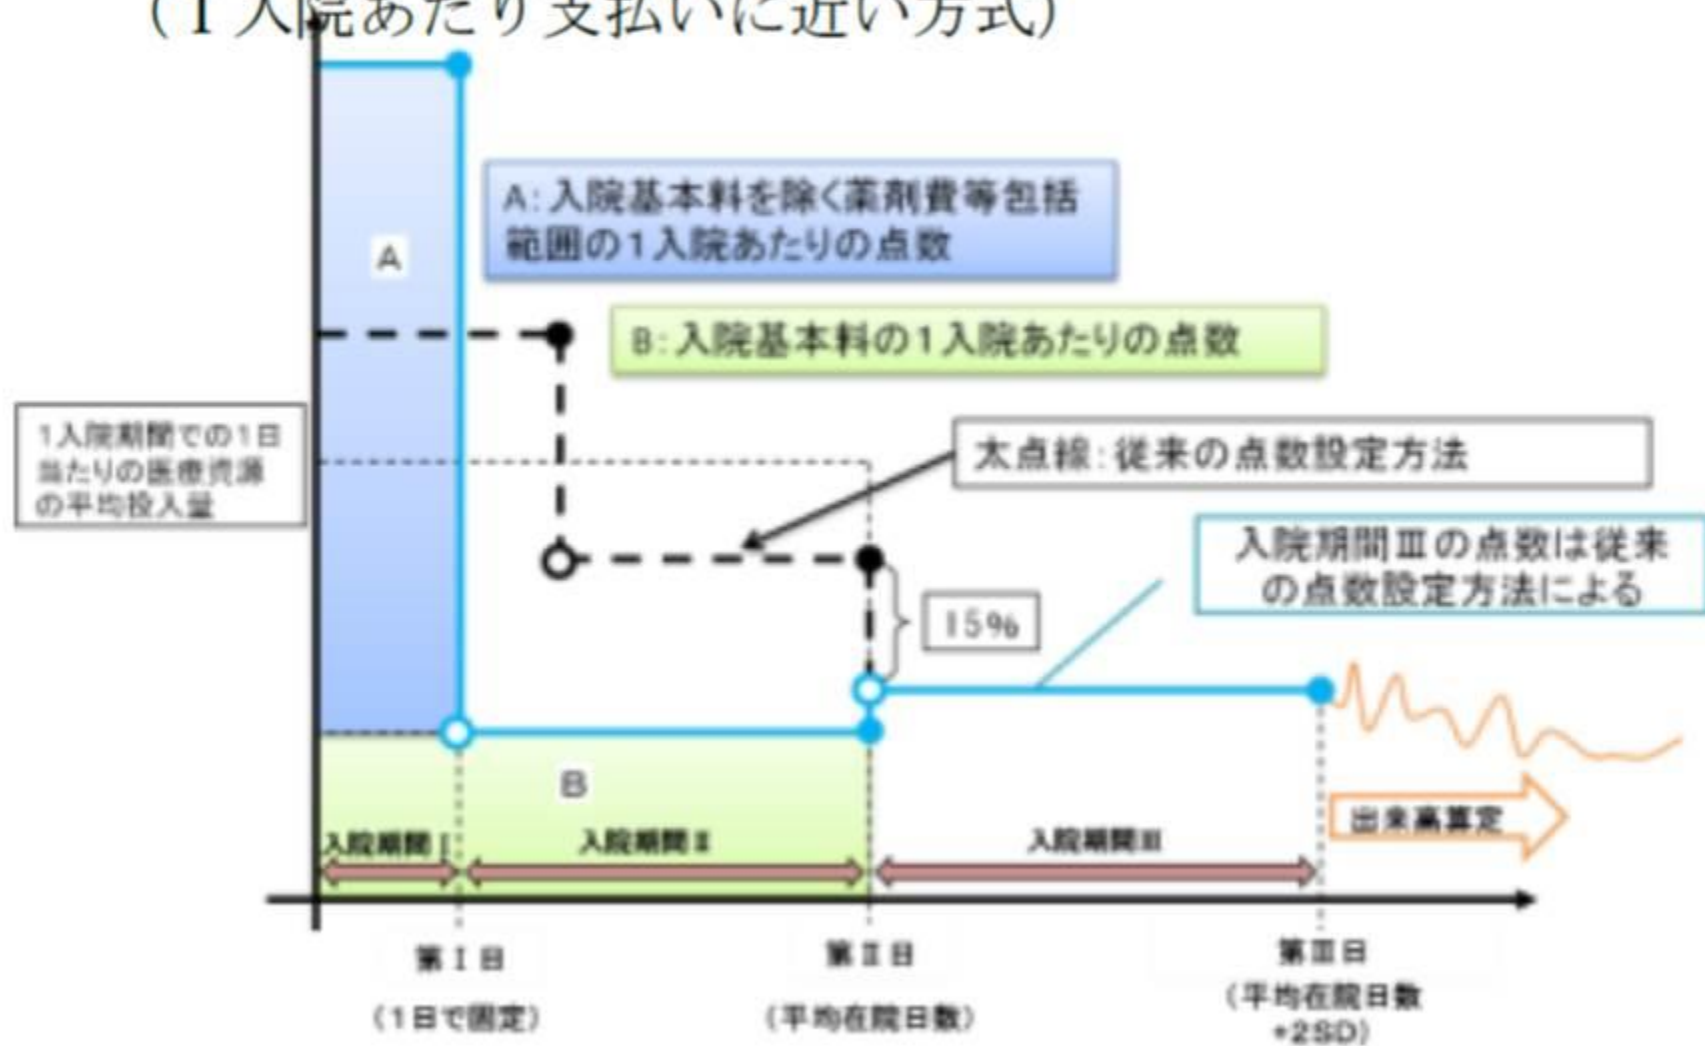 (1入院あたり支払いに近い方式)
A
A:入院基本料を除く薬剤費等包括
範囲の1入院あたりの点数
B:入院基本料の1入院あたりの点数
1入院期間での1日
当たりの医療資源
の平均投入量
太点線:従来の点数設定方法
入院期間Ⅲの点数は従来
の点数設定方法による
15%
B
入院期間Ⅰ
入院期間Ⅱ
入院期間Ⅲ
出来高算定
第Ⅰ日
第Ⅱ日
第Ⅲ日
(1日で固定)
(平均在院日数)
(平均在院日数
+2SD)